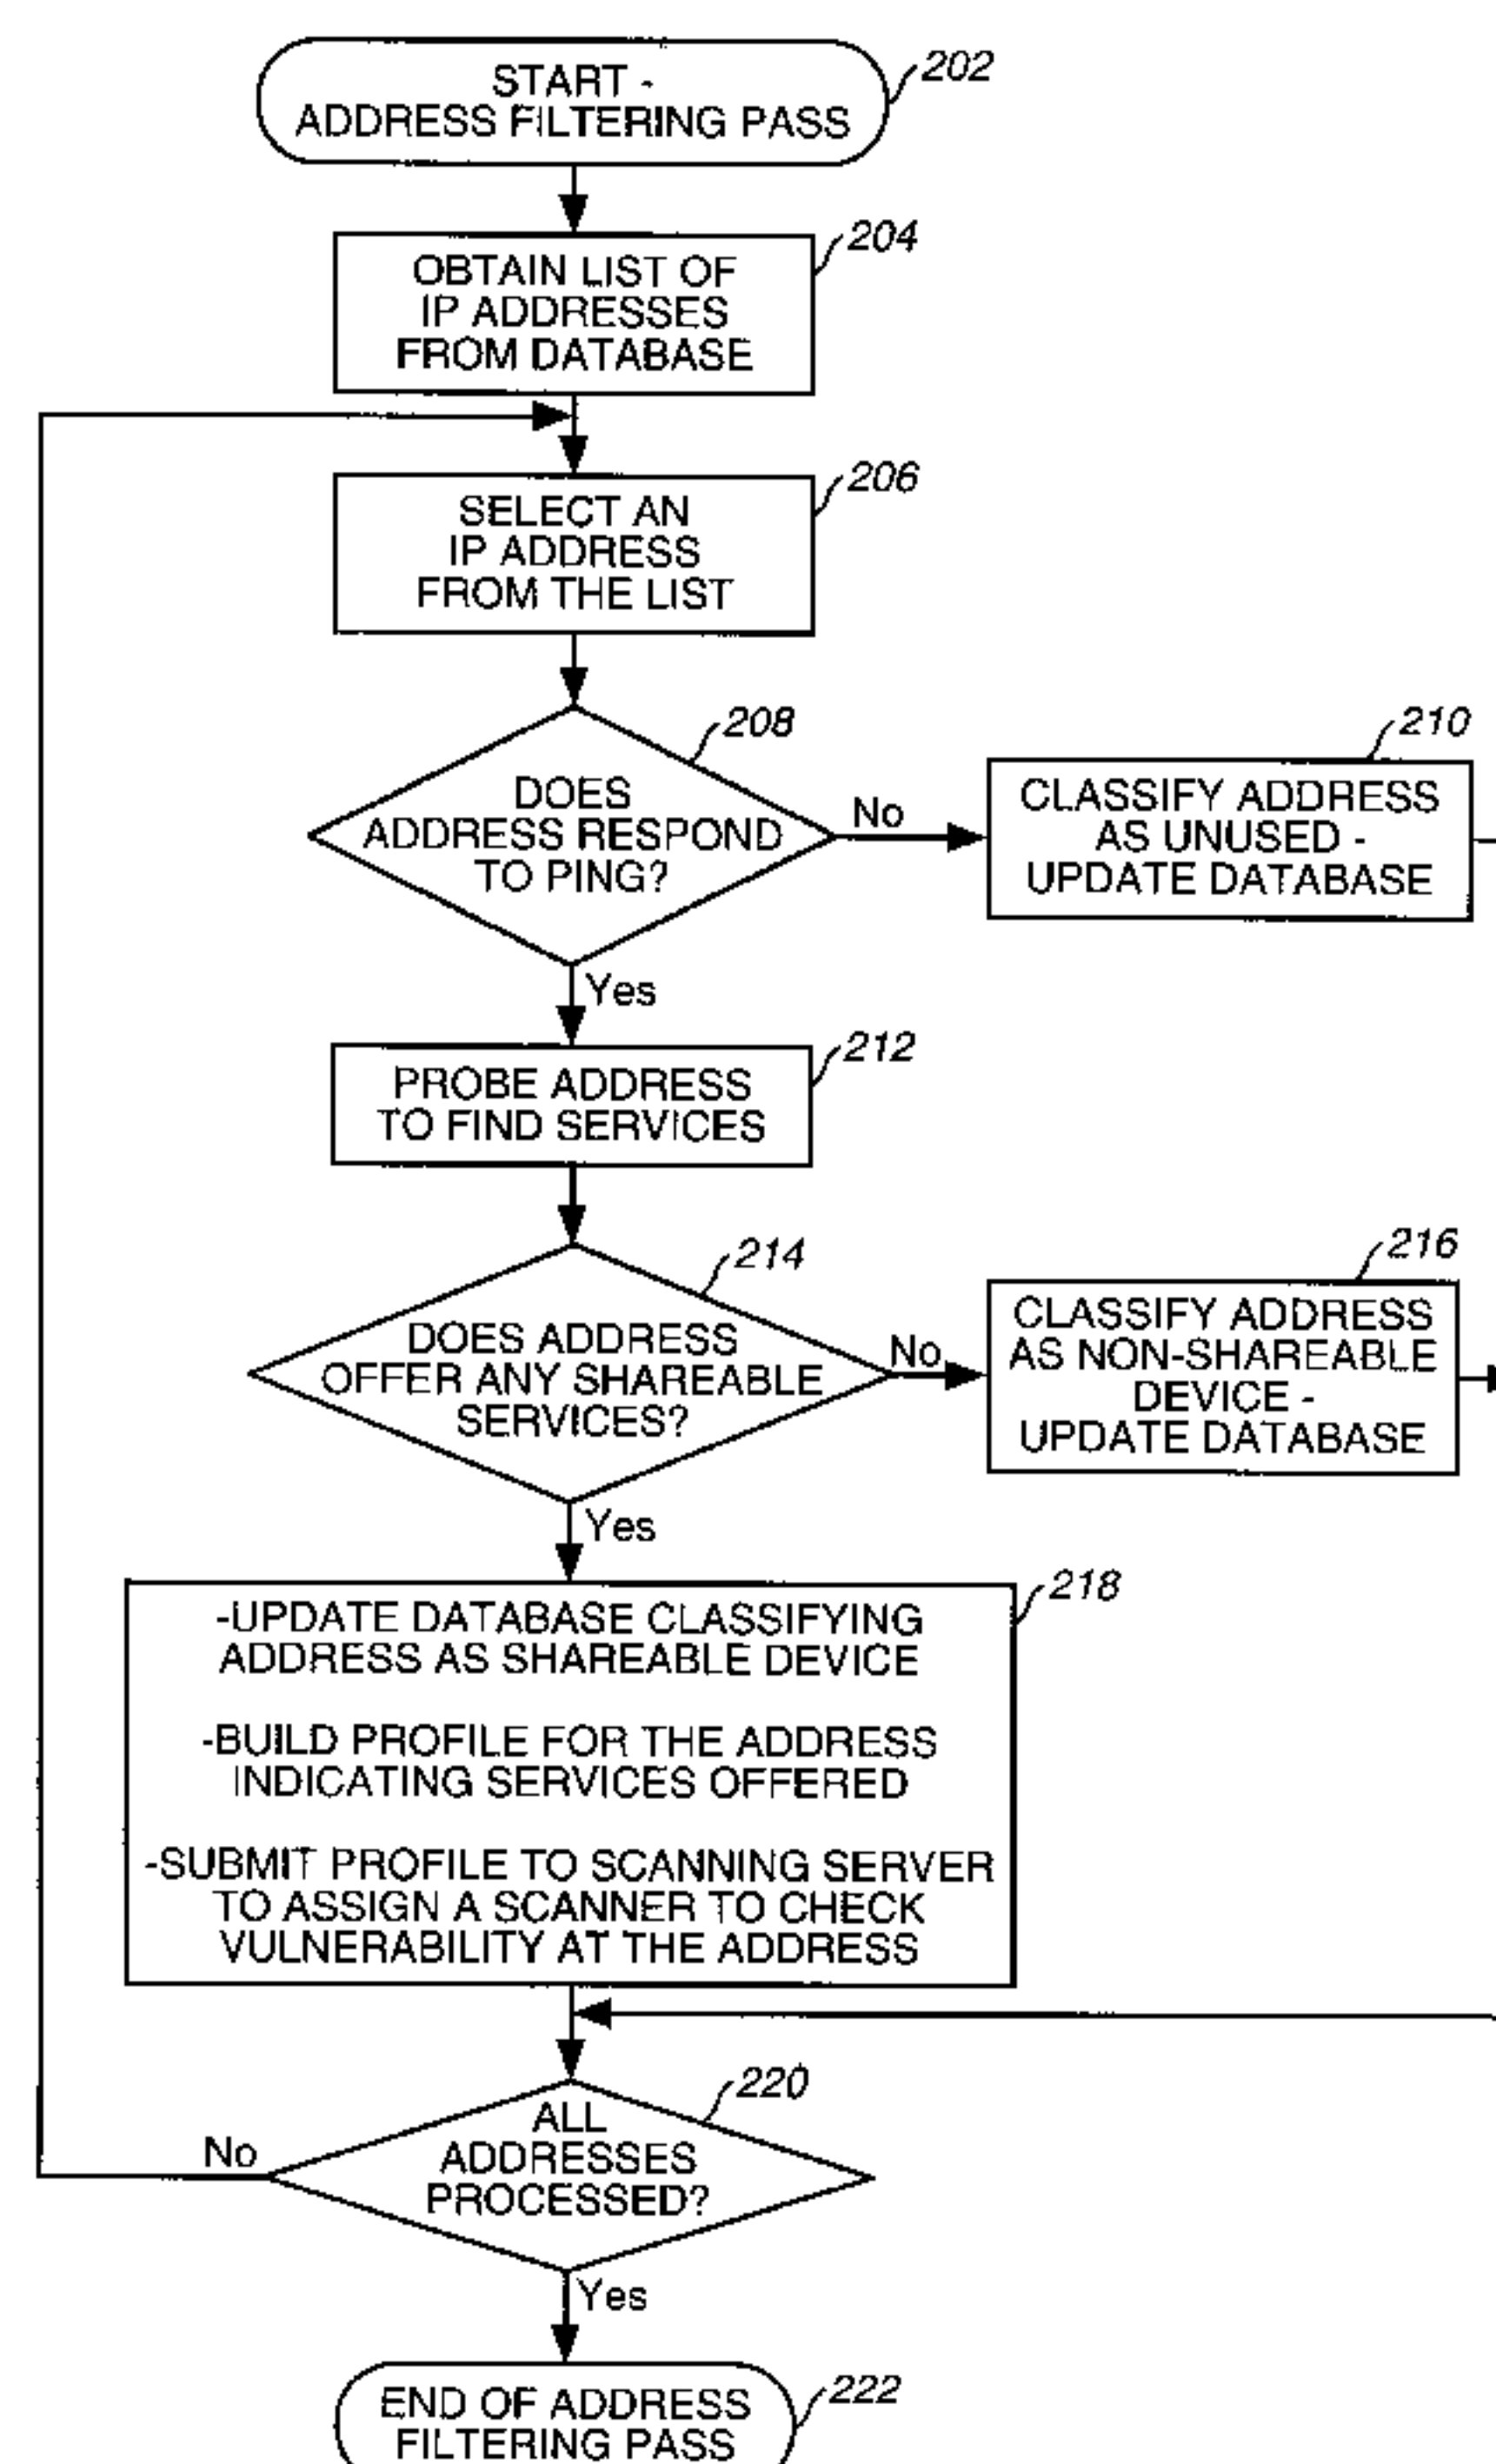 START -
ADDRESS FILTERING PASS
202
OBTAIN LIST OF
IP ADDRESSES
FROM DATABASE
204
SELECT AN
IP ADDRESS
FROM THE LIST
206
DOES
ADDRESS RESPOND
TO PING?
208
No
CLASSIFY ADDRESS
AS UNUSED -
UPDATE DATABASE
210
Yes
PROBE ADDRESS
TO FIND SERVICES
212
DOES ADDRESS
OFFER ANY SHAREABLE
SERVICES?
214
No
CLASSIFY ADDRESS
AS NON-SHAREABLE
DEVICE -
UPDATE DATABASE
216
Yes
-UPDATE DATABASE CLASSIFYING
ADDRESS AS SHAREABLE DEVICE
-BUILD PROFILE FOR THE ADDRESS
INDICATING SERVICES OFFERED
-SUBMIT PROFILE TO SCANNING SERVER
TO ASSIGN A SCANNER TO CHECK
VULNERABILITY AT THE ADDRESS
218
ALL
ADDRESSES
PROCESSED?
220
No
Yes
END OF ADDRESS
FILTERING PASS
222